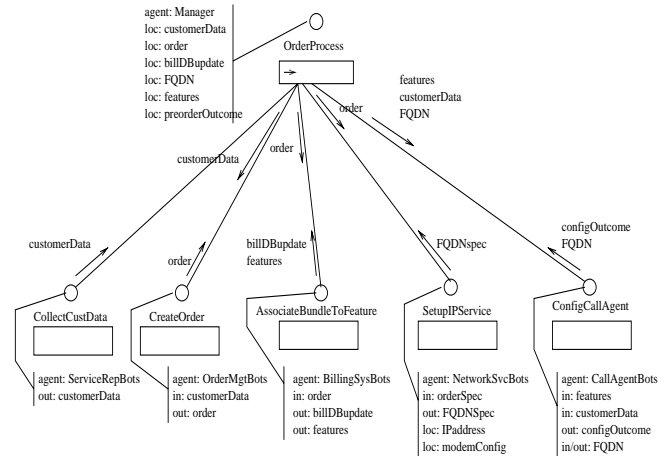 agent: Manager
loc: customerData
loc: order
loc: billDBupdate
loc: FQDN
loc: features
loc: preorderOutcome
OrderProcess
features
customerData
FQDN
order
order
customerData
customerData
order
billDBupdate
features
FQDNspec
configOutcome
FQDN
CollectCustData
CreateOrder
AssociateBundleToFeature
SetupIPService
ConfigCallAgent
agent: ServiceRepBots
out: customerData
agent: OrderMgtBots
in: customerData
out: order
agent: BillingSysBots
in: order
out: billDBupdate
out: features
agent: NetworkSvcBots
in: orderSpec
out: FQDNSpec
loc: IPaddress
loc: modemConfig
agent: CallAgentBots
in: features
in: customerData
out: configOutcome
in/out: FQDN